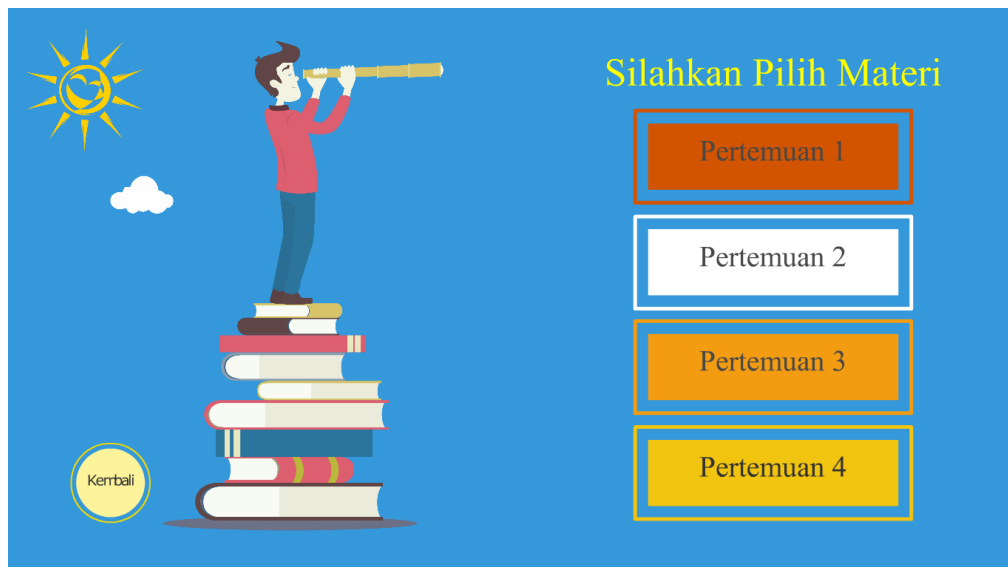 Silahkan Pilih Materi
Pertemuan 1
Pertemuan 2
Pertemuan 3
Pertemuan 4
Kembali